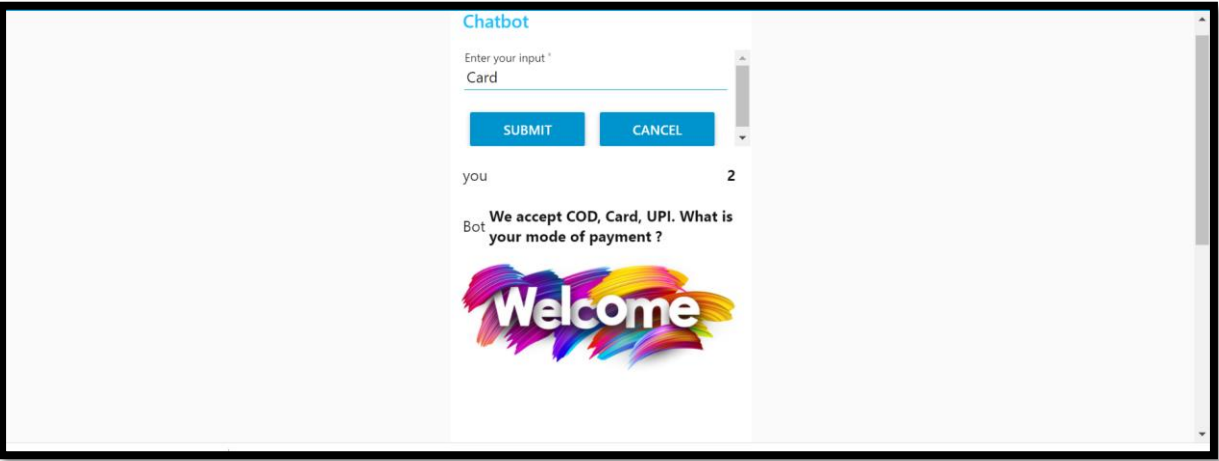 Chatbot
Enter your input *
Card
SUBMIT CANCEL
you 2
Bot We accept COD, Card, UPI. What is
your mode of payment ?
Welcome